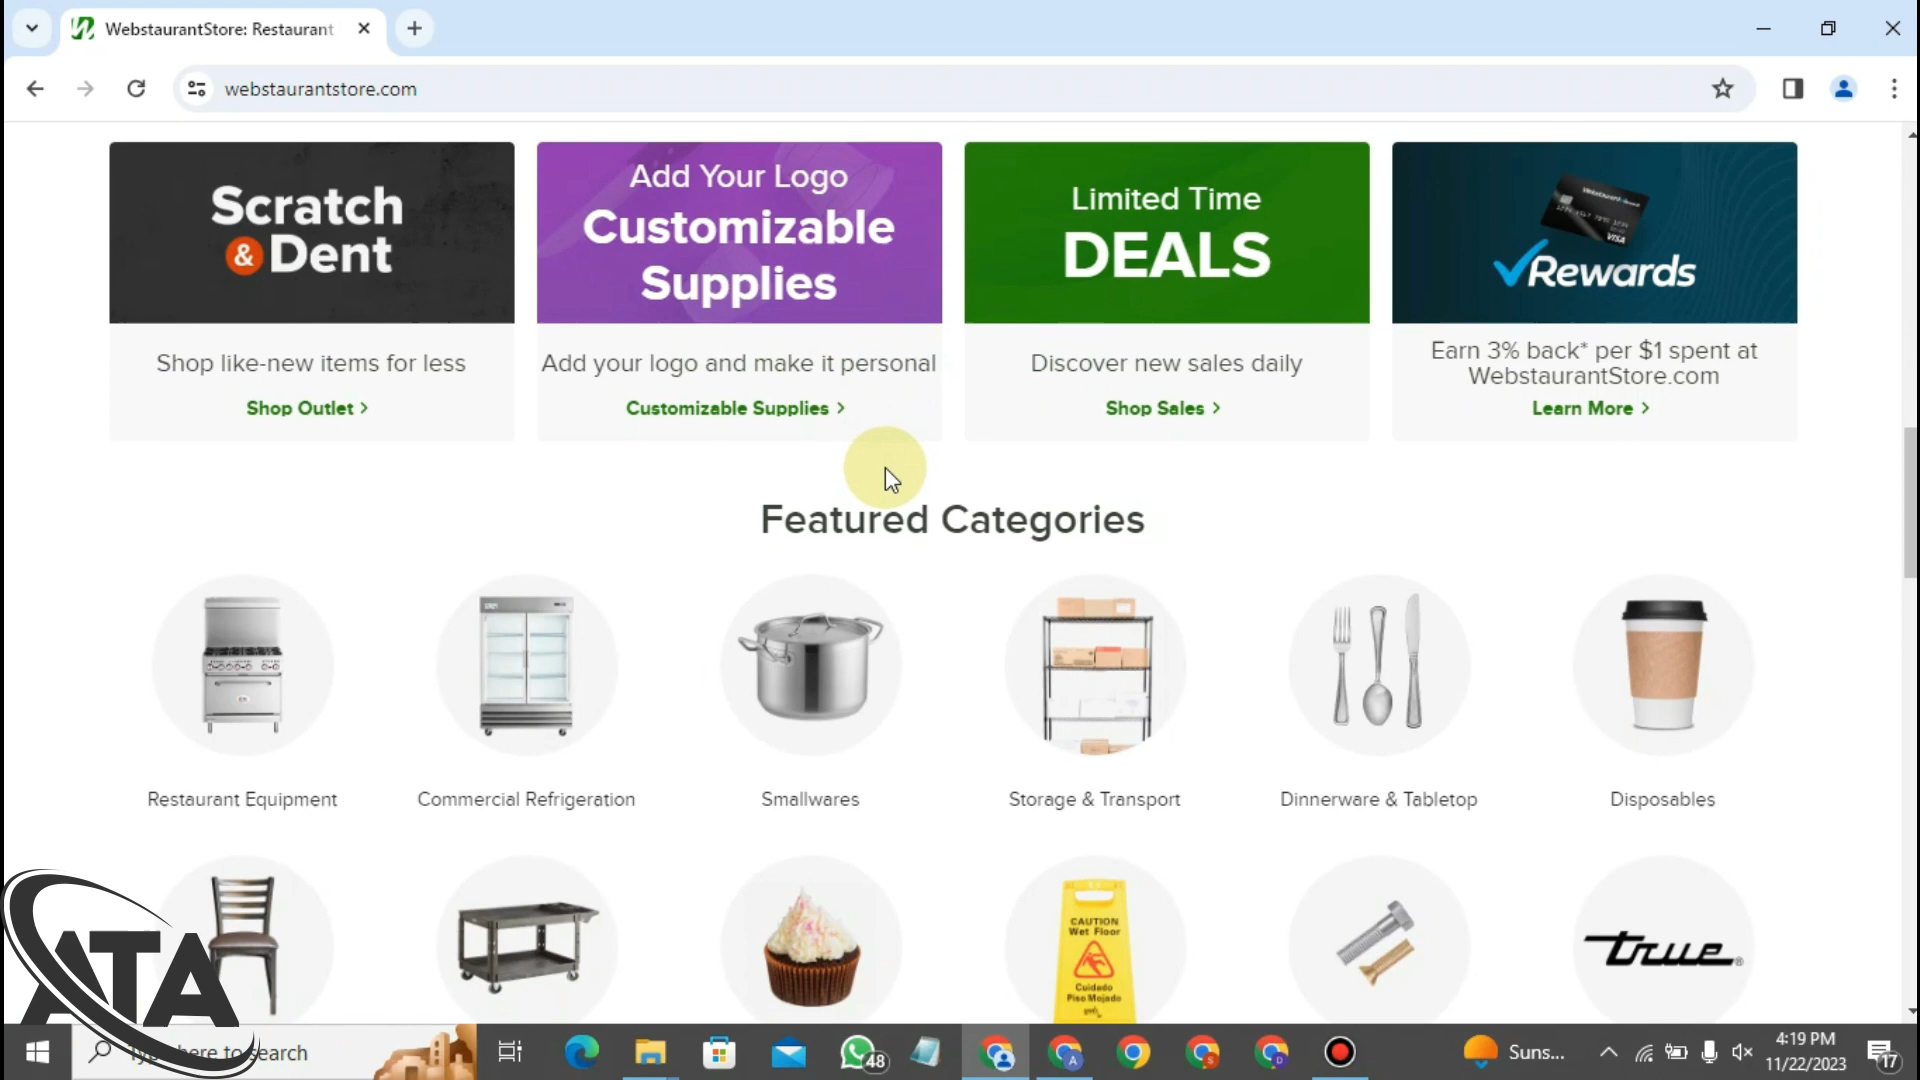 WebstaurantStore: Restaurant
webstaurantstore.com
Scratch
& Dent
Shop like-new items for less
Shop Outlet >
Add Your Logo
Customizable
Supplies
Add your logo and make it personal
Customizable Supplies >
Limited Time
DEALS
Discover new sales daily
Shop Sales >
VISA
Rewards
Earn 3% back* per $1 spent at
WebstaurantStore.com
Learn More >
Featured Categories
Restaurant Equipment
Commercial Refrigeration
Smallwares
Storage & Transport
Dinnerware & Tabletop
Disposables
CAUTION
Wet Floor
Cuidado
Piso Mojado
true®
ATA
here to search
48
A
S
D
Suns...
4:19 PM
11/22/2023
17